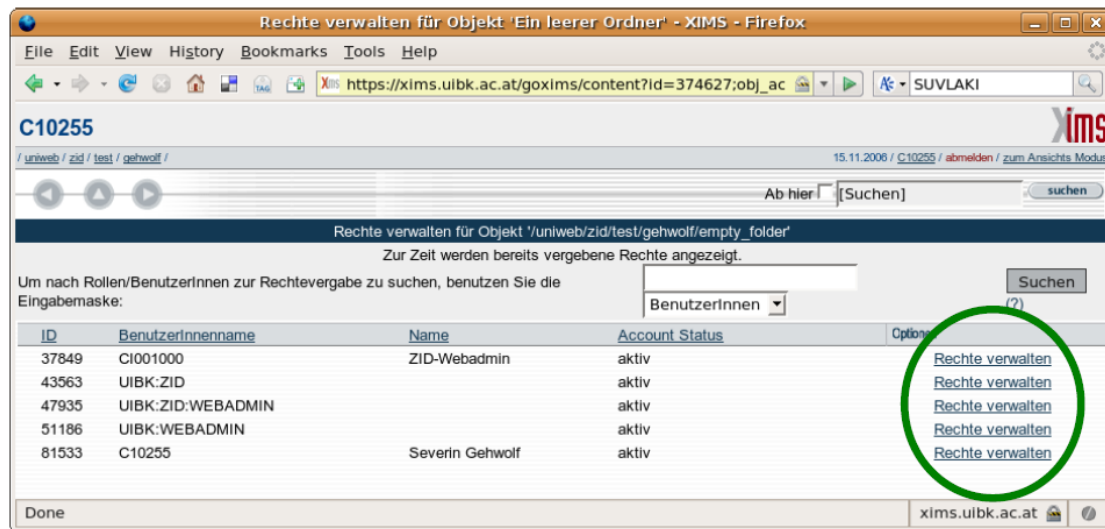 Rechte verwalten für Objekt 'Ein leerer Ordner' - XIMS - Firefox
File Edit View History Bookmarks Tools Help
TAG Xims https://xims.uibk.ac.at/goxims/content?id=374627;obj_ac SUVLAKI
C10255 Xims
/ uniweb / zid / test / gehwolf / 15.11.2006 / C10255 / abmelden / zum Ansichts Modus
Ab hier [Suchen] suchen
Rechte verwalten für Objekt '/uniweb/zid/test/gehwolf/empty_folder'
Zur Zeit werden bereits vergebene Rechte angezeigt.
Um nach Rollen/BenutzerInnen zur Rechtevergabe zu suchen, benutzen Sie die Suchen
Eingabemaske: BenutzerInnen (?)
ID BenutzerInnenname Name Account Status Optionen
37849 CI001000 ZID-Webadmin aktiv Rechte verwalten
43563 UIBK:ZID aktiv Rechte verwalten
47935 UIBK:ZID:WEBADMIN aktiv Rechte verwalten
51186 UIBK:WEBADMIN aktiv Rechte verwalten
81533 C10255 Severin Gehwolf aktiv Rechte verwalten
Done xims.uibk.ac.at